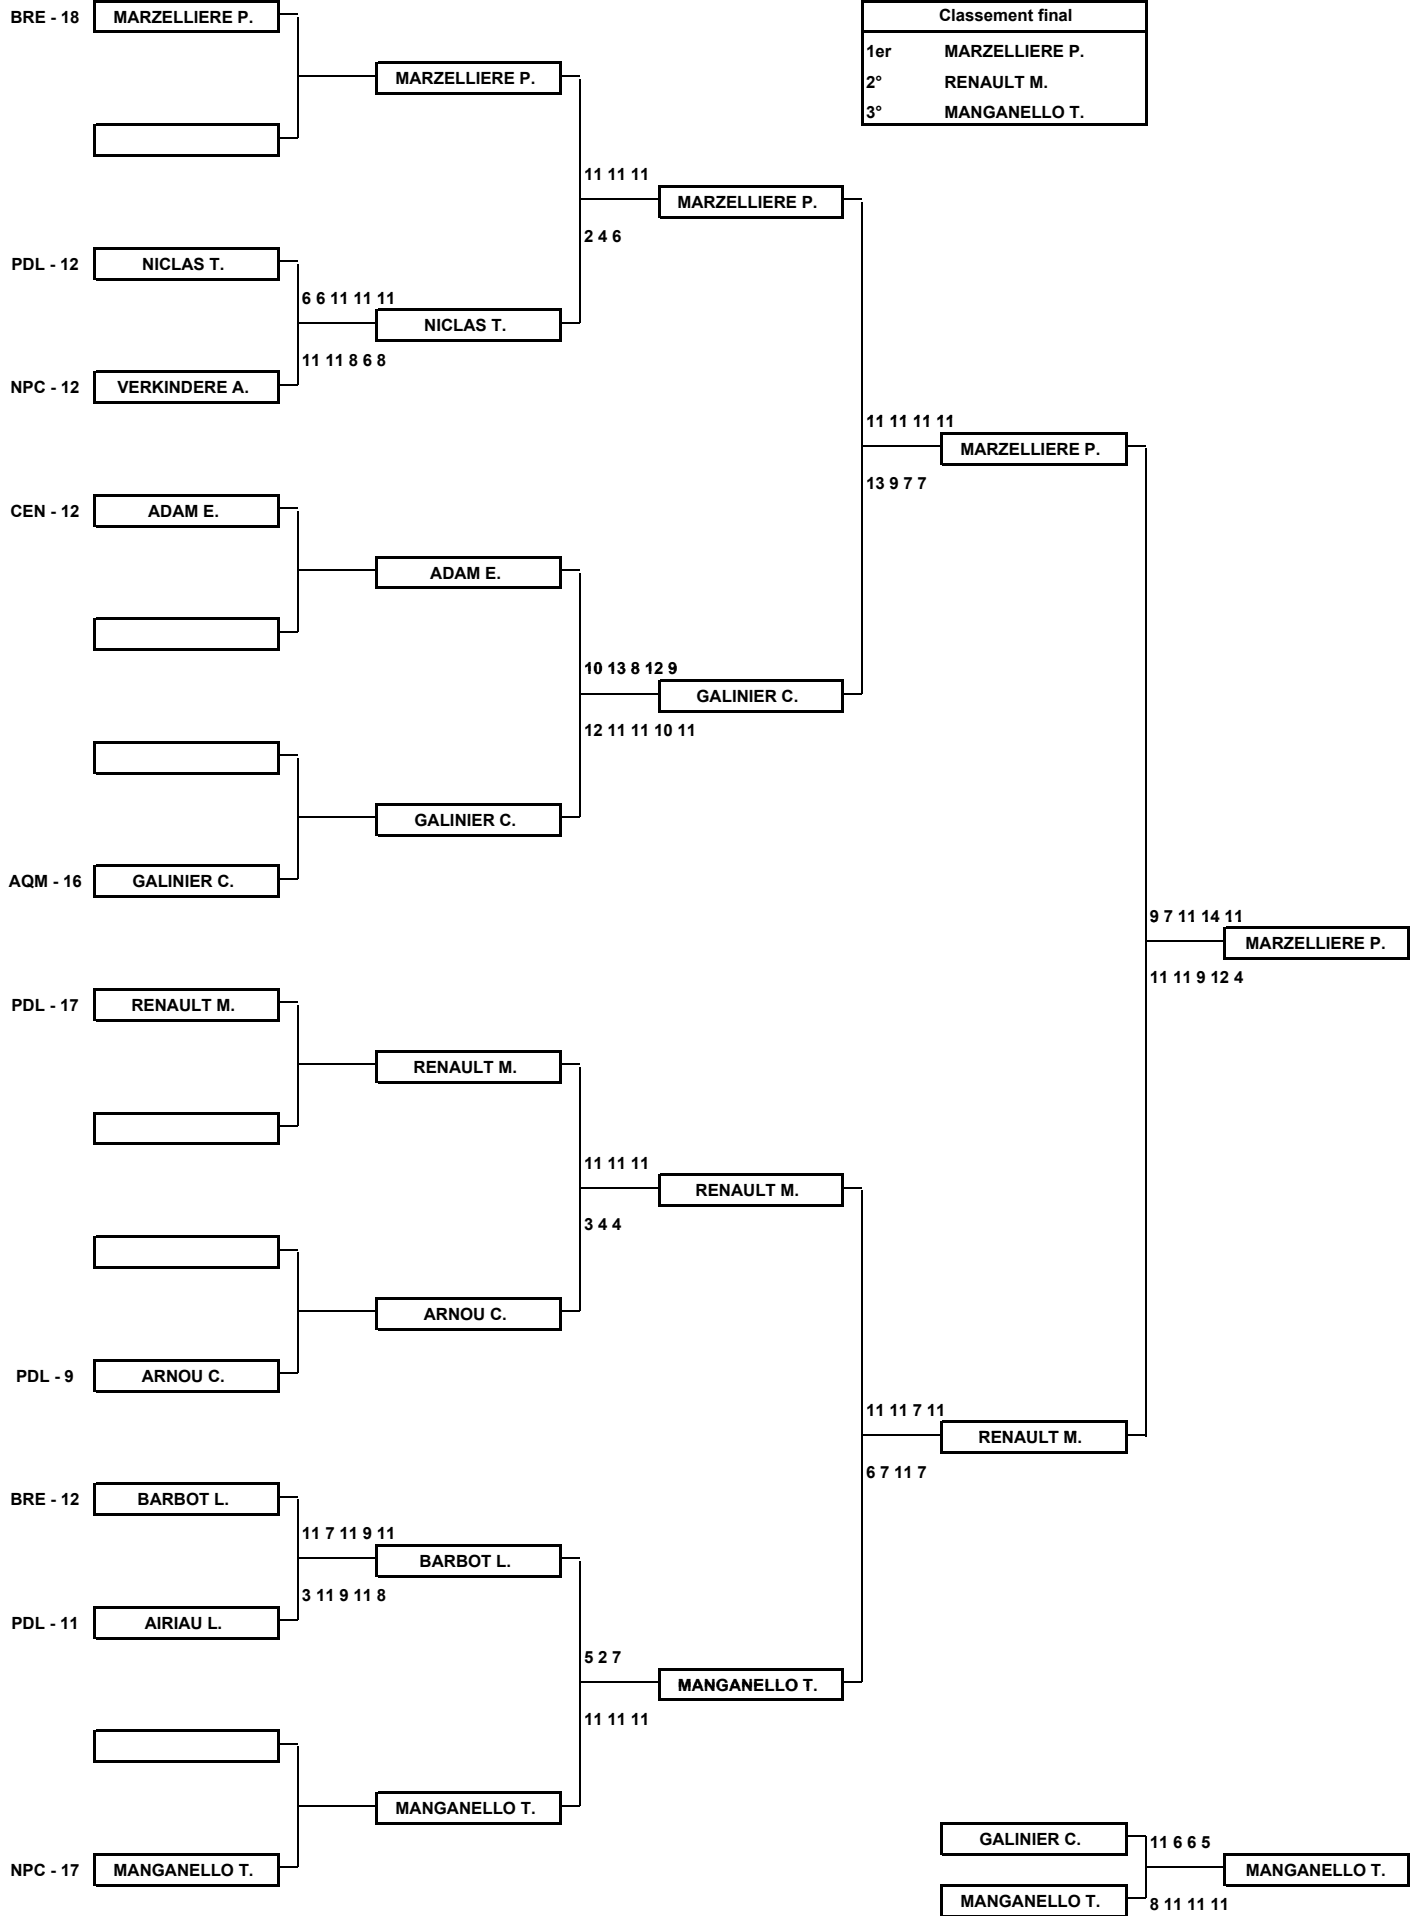 BRE - 18 MARZELLIERE P.
Classement final
1er MARZELLIERE P.
2° RENAULT M.
3° MANGANELLO T.
MARZELLIERE P.
11 11 11
MARZELLIERE P.
2 4 6
PDL - 12 NICLAS T.
6 6 11 11 11
NICLAS T.
11 11 8 6 8
NPC - 12 VERKINDERE A.
11 11 11 11
MARZELLIERE P.
13 9 7 7
CEN - 12 ADAM E.
ADAM E.
10 13 8 12 9
GALINIER C.
12 11 11 10 11
GALINIER C.
AQM - 16 GALINIER C.
9 7 11 14 11
MARZELLIERE P.
11 11 9 12 4
PDL - 17 RENAULT M.
RENAULT M.
11 11 11
RENAULT M.
3 4 4
ARNOU C.
PDL - 9 ARNOU C.
11 11 7 11
RENAULT M.
6 7 11 7
BRE - 12 BARBOT L.
11 7 11 9 11
BARBOT L.
3 11 9 11 8
PDL - 11 AIRIAU L.
5 2 7
MANGANELLO T.
11 11 11
MANGANELLO T.
NPC - 17 MANGANELLO T.
GALINIER C.
11 6 6 5
MANGANELLO T.
MANGANELLO T.
8 11 11 11